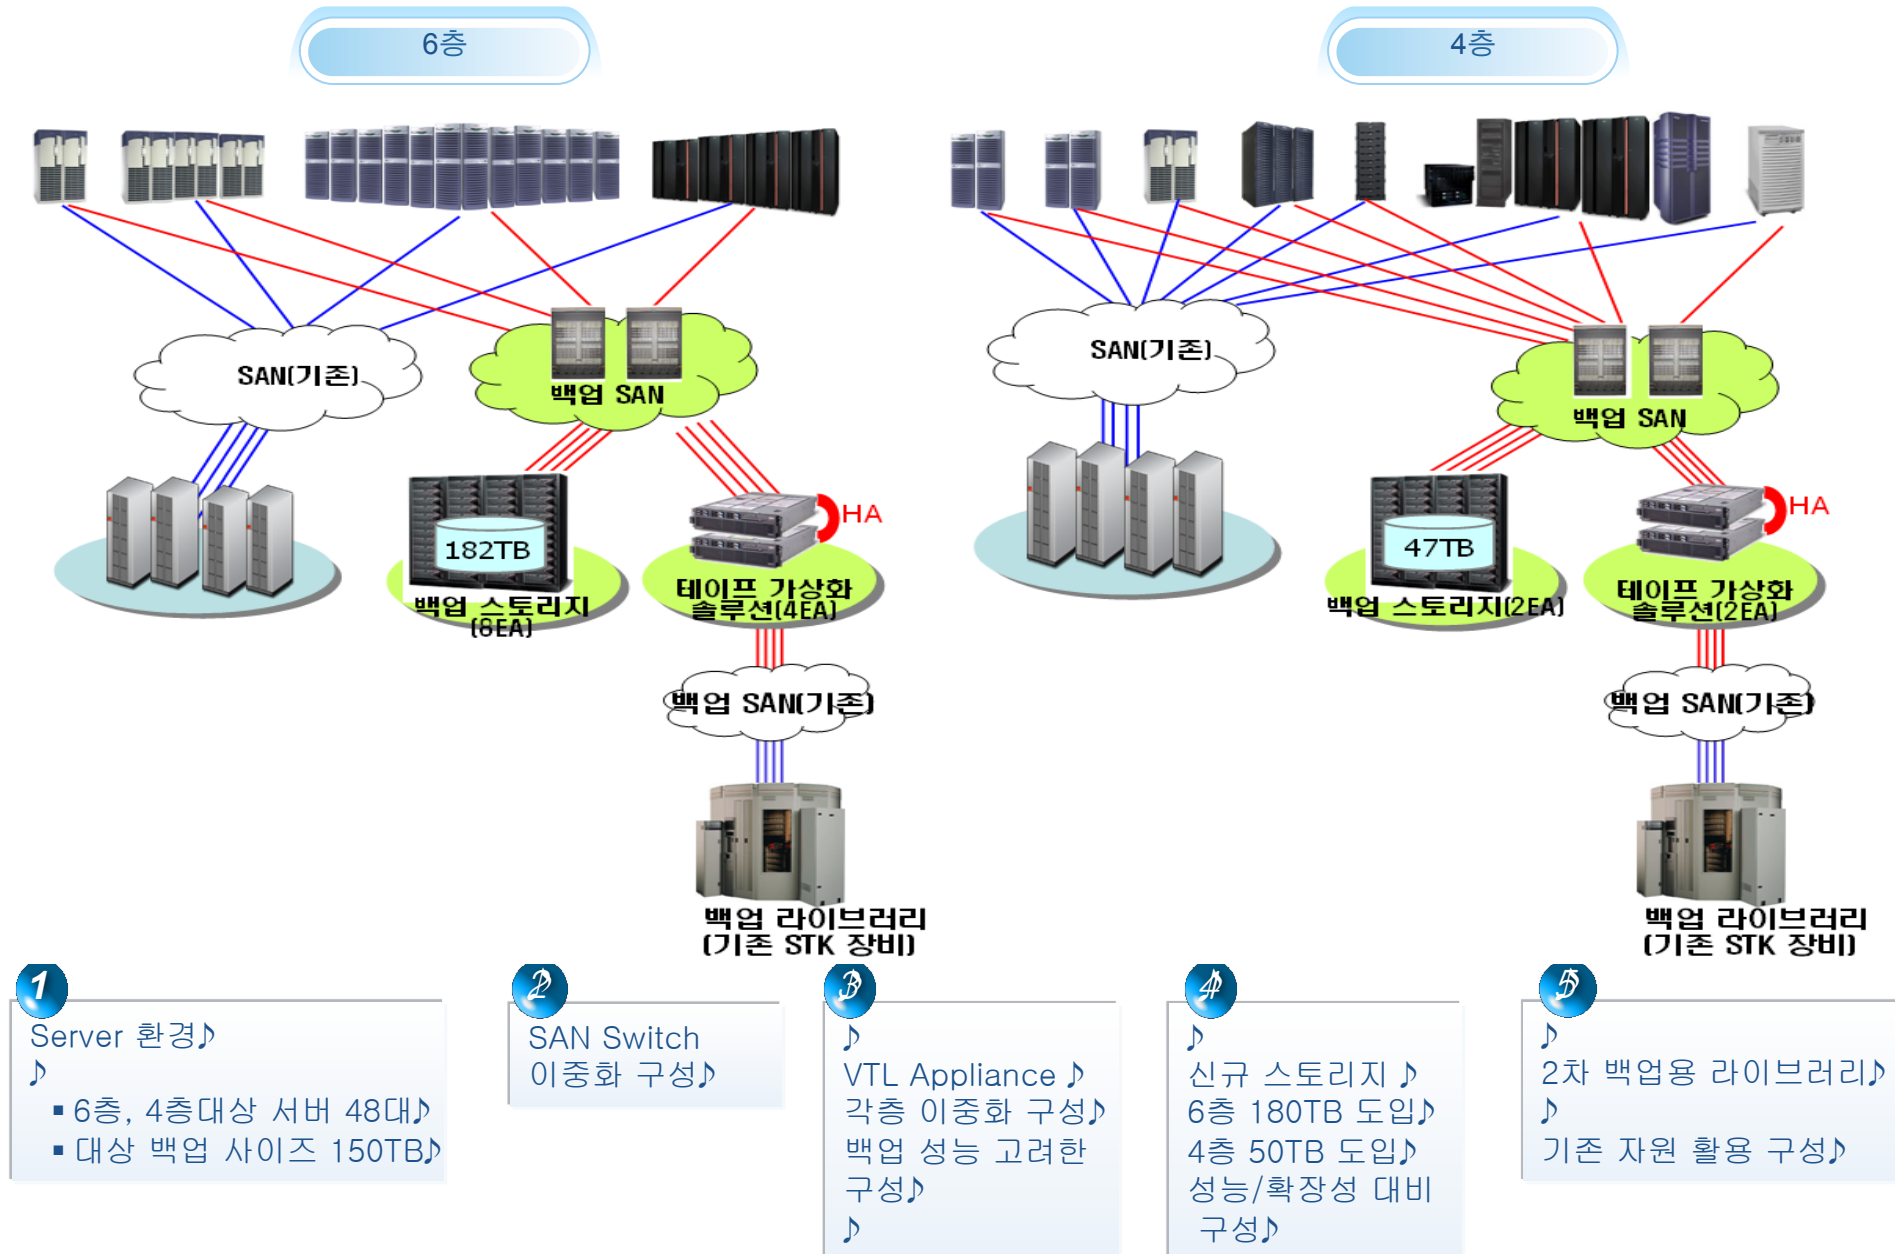 6층
4층
SAN(기존)
백업 SAN
182TB
백업 스토리지
(8EA)
HA
테이프 가상화
솔루션(4EA)
백업 SAN(기존)
백업 라이브러리
(기존 STK 장비)
SAN(기존)
백업 SAN
47TB
백업 스토리지(2EA)
HA
테이프 가상화
솔루션(2EA)
백업 SAN(기존)
백업 라이브러리
(기존 STK 장비)
1
Server 환경♪
♪
▪ 6층, 4층대상 서버 48대♪
▪ 대상 백업 사이즈 150TB♪
2
SAN Switch
이중화 구성♪
3
♪
VTL Appliance ♪
각층 이중화 구성♪
백업 성능 고려한
구성♪
♪
4
♪
신규 스토리지 ♪
6층 180TB 도입♪
4층 50TB 도입♪
성능/확장성 대비
구성♪
5
♪
2차 백업용 라이브러리♪
♪
기존 자원 활용 구성♪